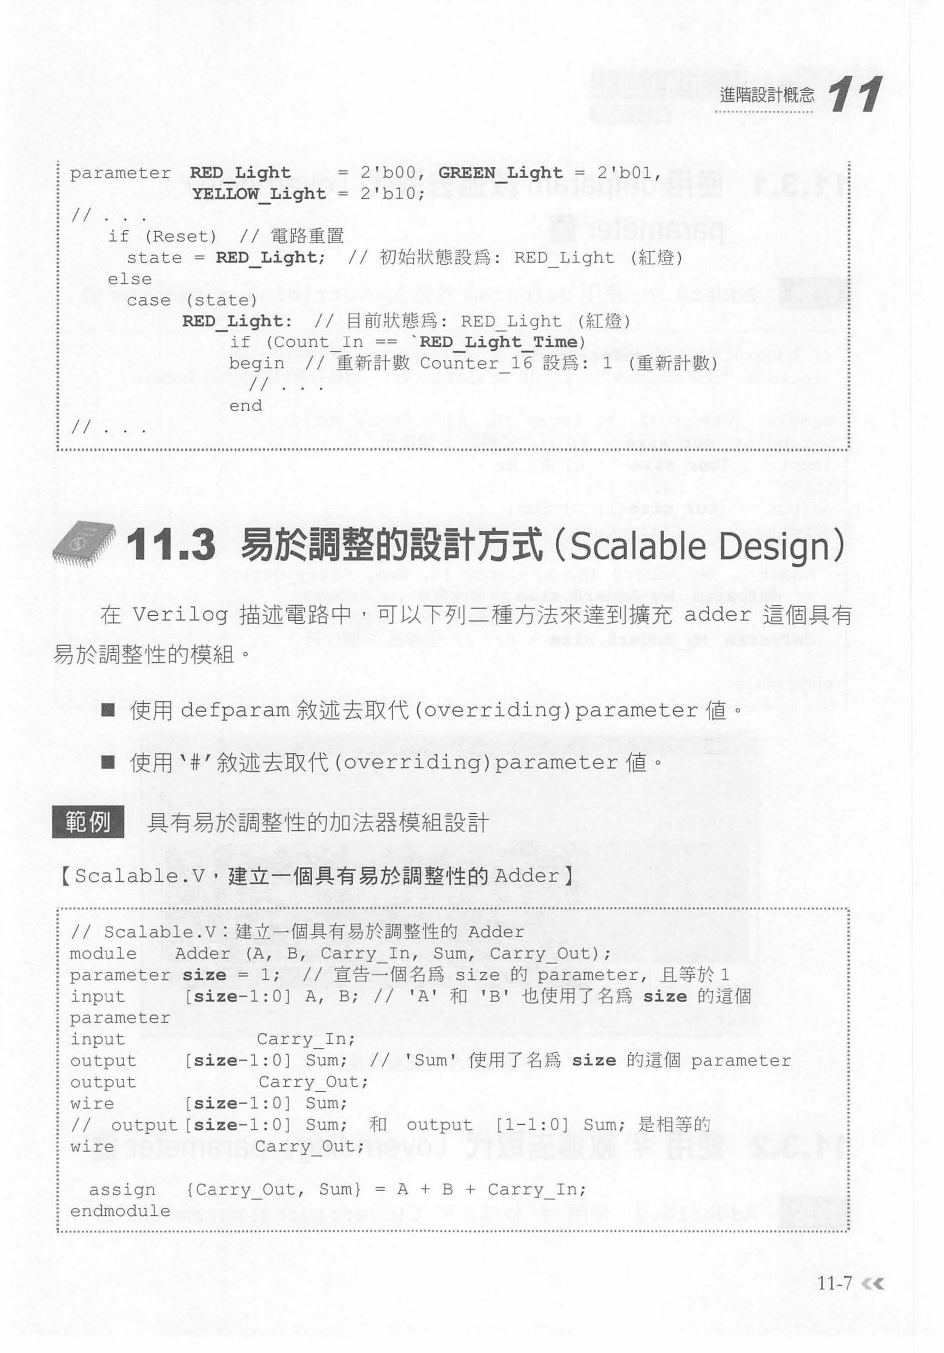 進階設計概念 11
parameter RED_Light = 2'b00, GREEN_Light = 2'b01,
YELLOW_Light = 2'b10;
// . . .
if (Reset) // 電路重置
state = RED_Light; // 初始狀態設為: RED_Light (紅燈)
else
case (state)
RED_Light: // 目前狀態為: RED_Light (紅燈)
if (Count_In == `RED_Light_Time)
begin // 重新計數 Counter_16 設為: 1 (重新計數)
// . . .
end
// . . .
11.3 易於調整的設計方式（Scalable Design）
在 Verilog 描述電路中，可以下列二種方法來達到擴充 adder 這個具有
易於調整性的模組。
■ 使用 defparam 敘述去取代(overriding)parameter 值。
■ 使用‵#′敘述去取代(overriding)parameter 值。
範例 具有易於調整性的加法器模組設計
【Scalable.V，建立一個具有易於調整性的 Adder】
// Scalable.V：建立一個具有易於調整性的 Adder
module Adder (A, B, Carry_In, Sum, Carry_Out);
parameter size = 1; // 宣告一個名為 size 的 parameter, 且等於 1
input [size-1:0] A, B; // 'A' 和 'B' 也使用了名為 size 的這個
parameter
input Carry_In;
output [size-1:0] Sum; // 'Sum' 使用了名為 size 的這個 parameter
output Carry_Out;
wire [size-1:0] Sum;
// output [size-1:0] Sum; 和 output [1-1:0] Sum; 是相等的
wire Carry_Out;
assign {Carry_Out, Sum} = A + B + Carry_In;
endmodule
11-7